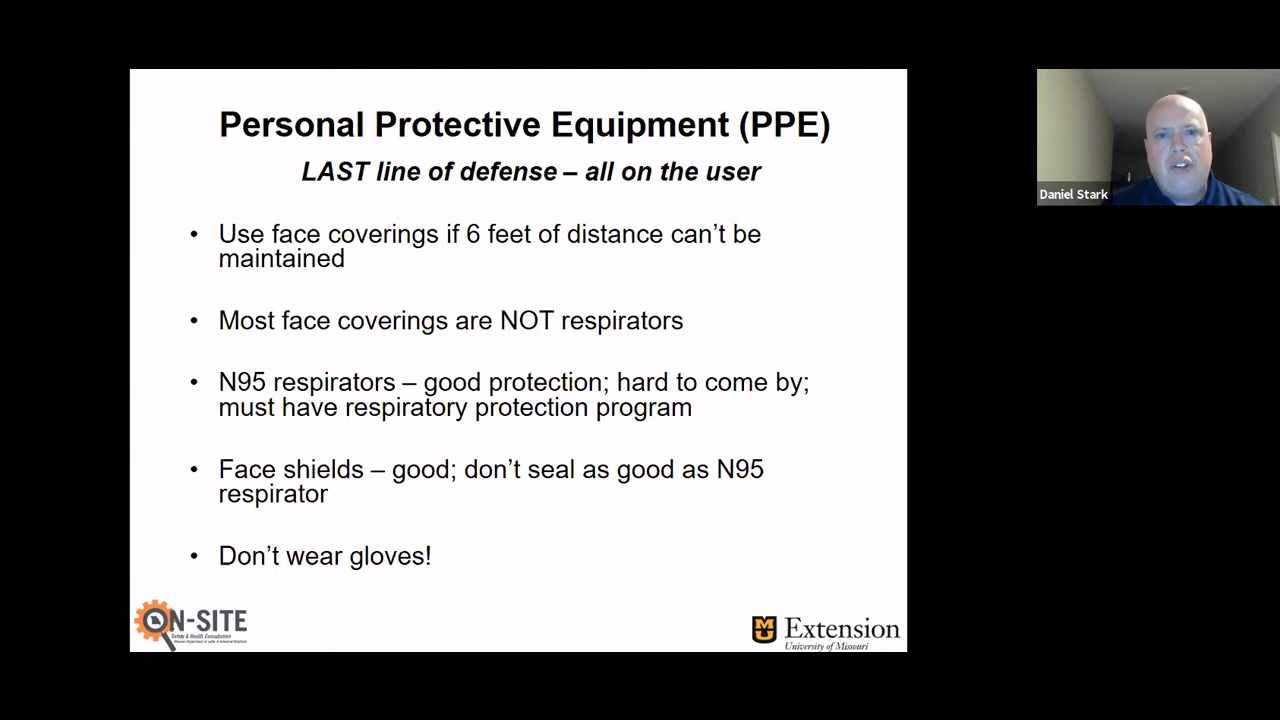 Personal Protective Equipment (PPE)
LAST line of defense – all on the user
• Use face coverings if 6 feet of distance can’t be
maintained
• Most face coverings are NOT respirators
• N95 respirators – good protection; hard to come by;
must have respiratory protection program
• Face shields – good; don’t seal as good as N95
respirator
• Don’t wear gloves!
ON-SITE
Safety & Health Consultation
Missouri Department of Labor & Industrial Relations
MU Extension
University of Missouri
Daniel Stark